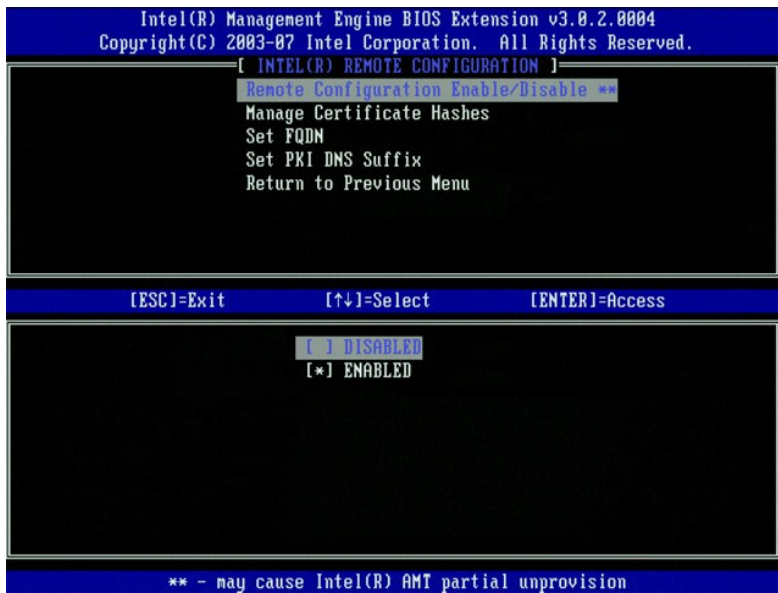 Intel(R) Management Engine BIOS Extension v3.0.2.0004
Copyright(C) 2003-07 Intel Corporation. All Rights Reserved.
[ INTEL(R) REMOTE CONFIGURATION ]
Remote Configuration Enable/Disable **
Manage Certificate Hashes
Set FQDN
Set PKI DNS Suffix
Return to Previous Menu
[ESC]=Exit [↑↓]=Select [ENTER]=Access
[ ] DISABLED
[*] ENABLED
** - may cause Intel(R) AMT partial unprovision